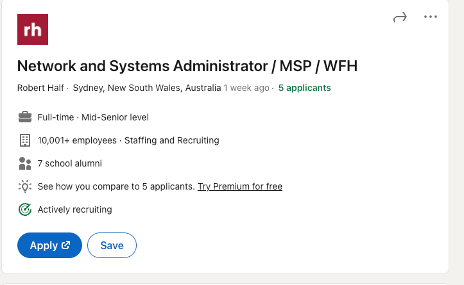 rh
Network and Systems Administrator / MSP / WFH
Robert Half · Sydney, New South Wales, Australia 1 week ago · 5 applicants
Full-time · Mid-Senior level
10,001+ employees · Staffing and Recruiting
7 school alumni
See how you compare to 5 applicants. Try Premium for free
Actively recruiting
Apply Save